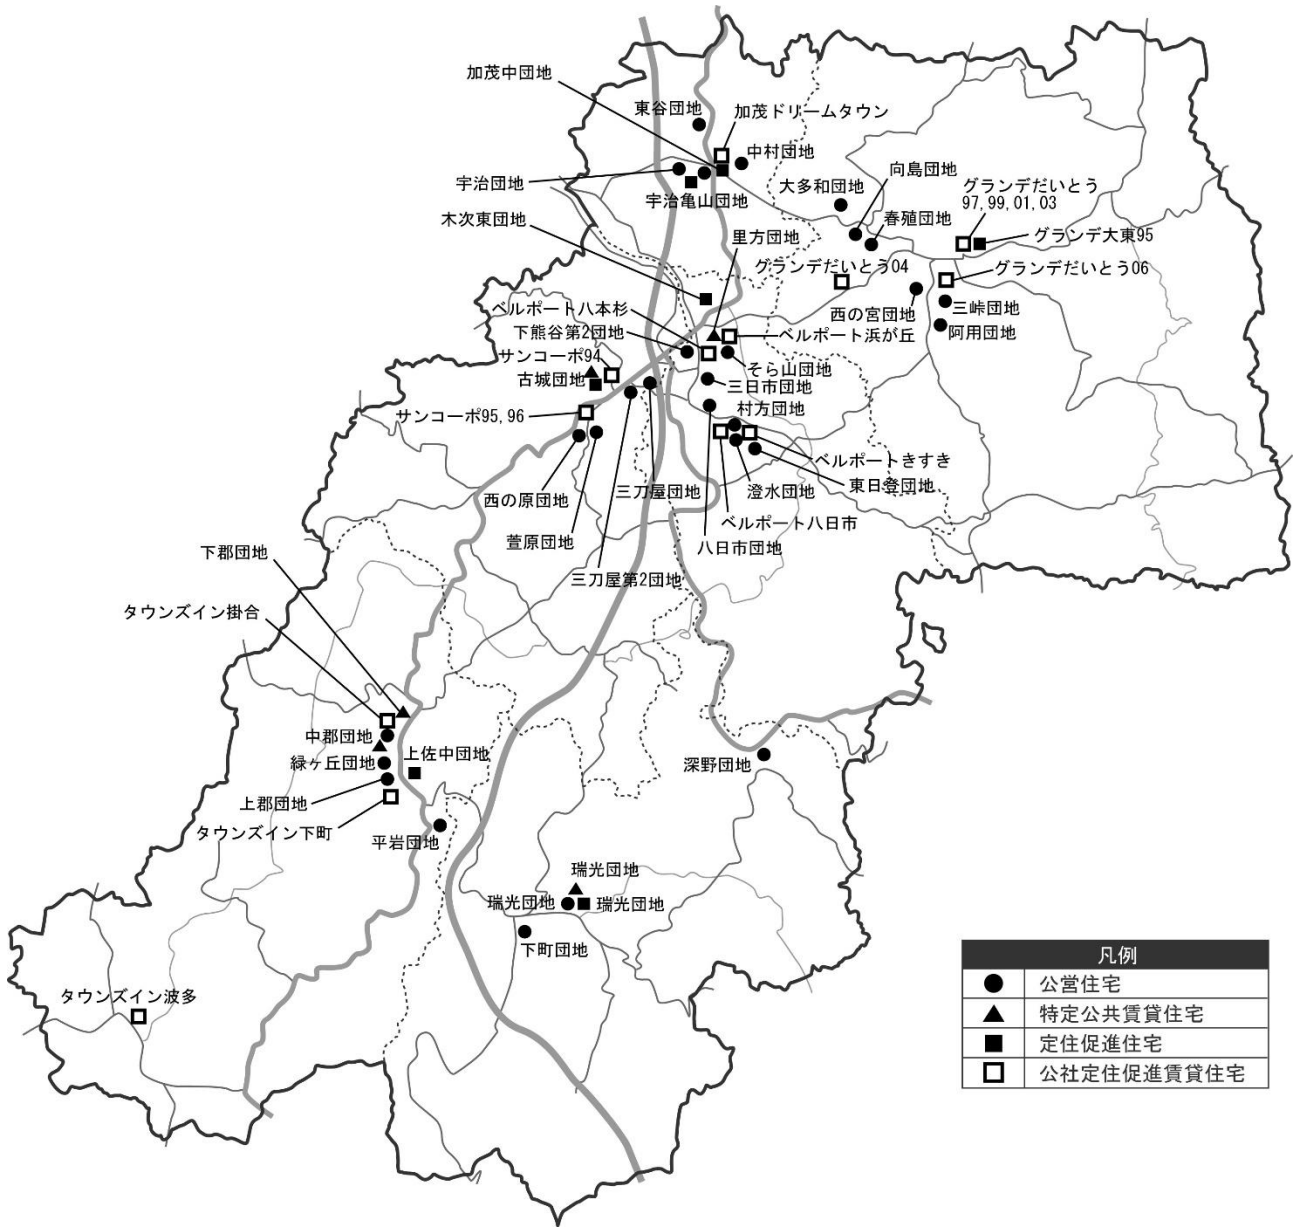 加茂中団地
東谷団地
加茂ドリームタウン
中村団地
宇治団地
宇治亀山団地
大多和団地
向島団地
グランデだいとう
97,99,01,03
木次東団地
春殖団地
里方団地
グランデ大東95
グランデだいとう04
グランデだいとう06
西の宮団地
三峠団地
阿用団地
ベルポート八本杉
下熊谷第2団地
ベルポート浜が丘
サンコーポ94
古城団地
そら山団地
三日市団地
サンコーポ95,96
村方団地
ベルポートきすき
東日登団地
西の原団地
三刀屋団地
澄水団地
ベルポート八日市
萱原団地
八日市団地
下郡団地
三刀屋第2団地
タウンズイン掛合
中郡団地
緑ヶ丘団地
上佐中団地
深野団地
上郡団地
タウンズイン下町
平岩団地
瑞光団地
瑞光団地
瑞光団地
下町団地
タウンズイン波多
凡例
公営住宅
特定公共賃貸住宅
定住促進住宅
公社定住促進賃貸住宅